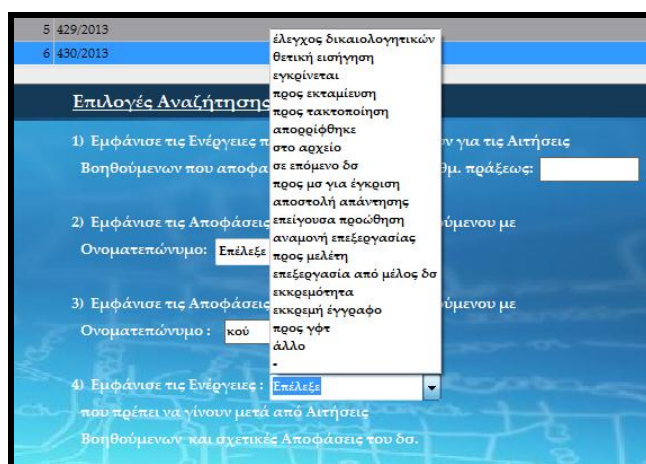 5 429/2013
6 430/2013
Επιλογές Αναζήτησης
1) Εμφάνισε τις Ενέργειες ν για τις Αιτήσεις
Βοηθούμενων που θμ. πράξεως:
2) Εμφάνισε τις Αποφάσεις ούμενου με
Ονοματεπώνυμο: Επέλεξε
3) Εμφάνισε τις Αποφάσεις ούμενου με
Ονοματεπώνυμο : κού
4) Εμφάνισε τις Ενέργειες : Επέλεξε
που πρέπει να γίνουν μετά από Αιτήσεις
Βοηθούμενων και σχετικές Αποφάσεις του δσ.
έλεγχος δικαιολογητικών
θετική εισήγηση
εγκρίνεται
προς εκταμίευση
προς τακτοποίηση
απορρίφθηκε
στο αρχείο
σε επόμενο δσ
προς μσ για έγκριση
αποστολή απάντησης
επείγουσα προώθηση
αναμονή επεξεργασίας
προς μελέτη
επεξεργασία από μέλος δσ
εκκρεμότητα
εκκρεμή έγγραφο
προς γφτ
άλλο
-